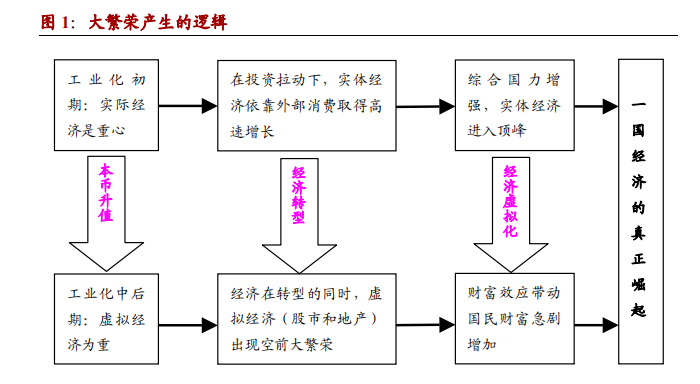 图 1：大繁荣产生的逻辑
工业化初
期：实际经
济是重心
在投资拉动下，实体经
济依靠外部消费取得高
速增长
综合国力增
强，实体经济
进入顶峰
一国经济的真正崛起
本币升值
经济转型
经济虚拟化
工业化中后
期：虚拟经
济为重
经济在转型的同时，虚
拟经济（股市和地产）
出现空前大繁荣
财富效应带动
国民财富急剧
增加